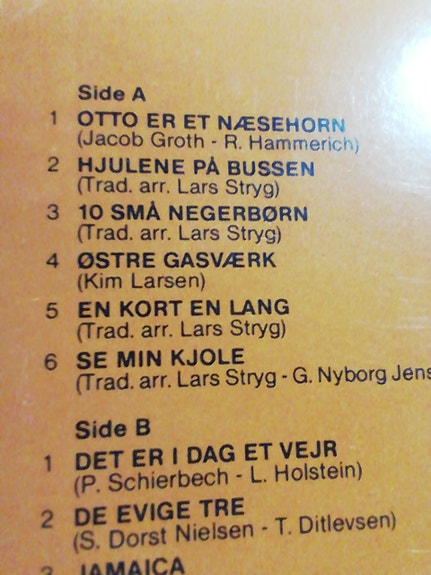 Side A
1 OTTO ER ET NÆSEHORN
(Jacob Groth - R. Hammerich)
2 HJULENE PÅ BUSSEN
(Trad. arr. Lars Stryg)
3 10 SMÅ NEGERBØRN
(Trad. arr. Lars Stryg)
4 ØSTRE GASVÆRK
(Kim Larsen)
5 EN KORT EN LANG
(Trad. arr. Lars Stryg)
6 SE MIN KJOLE
(Trad. arr. Lars Stryg - G. Nyborg Jens
Side B
1 DET ER I DAG ET VEJR
(P. Schierbech - L. Holstein)
2 DE EVIGE TRE
(S. Dorst Nielsen - T. Ditlevsen)
3 JAMAICA